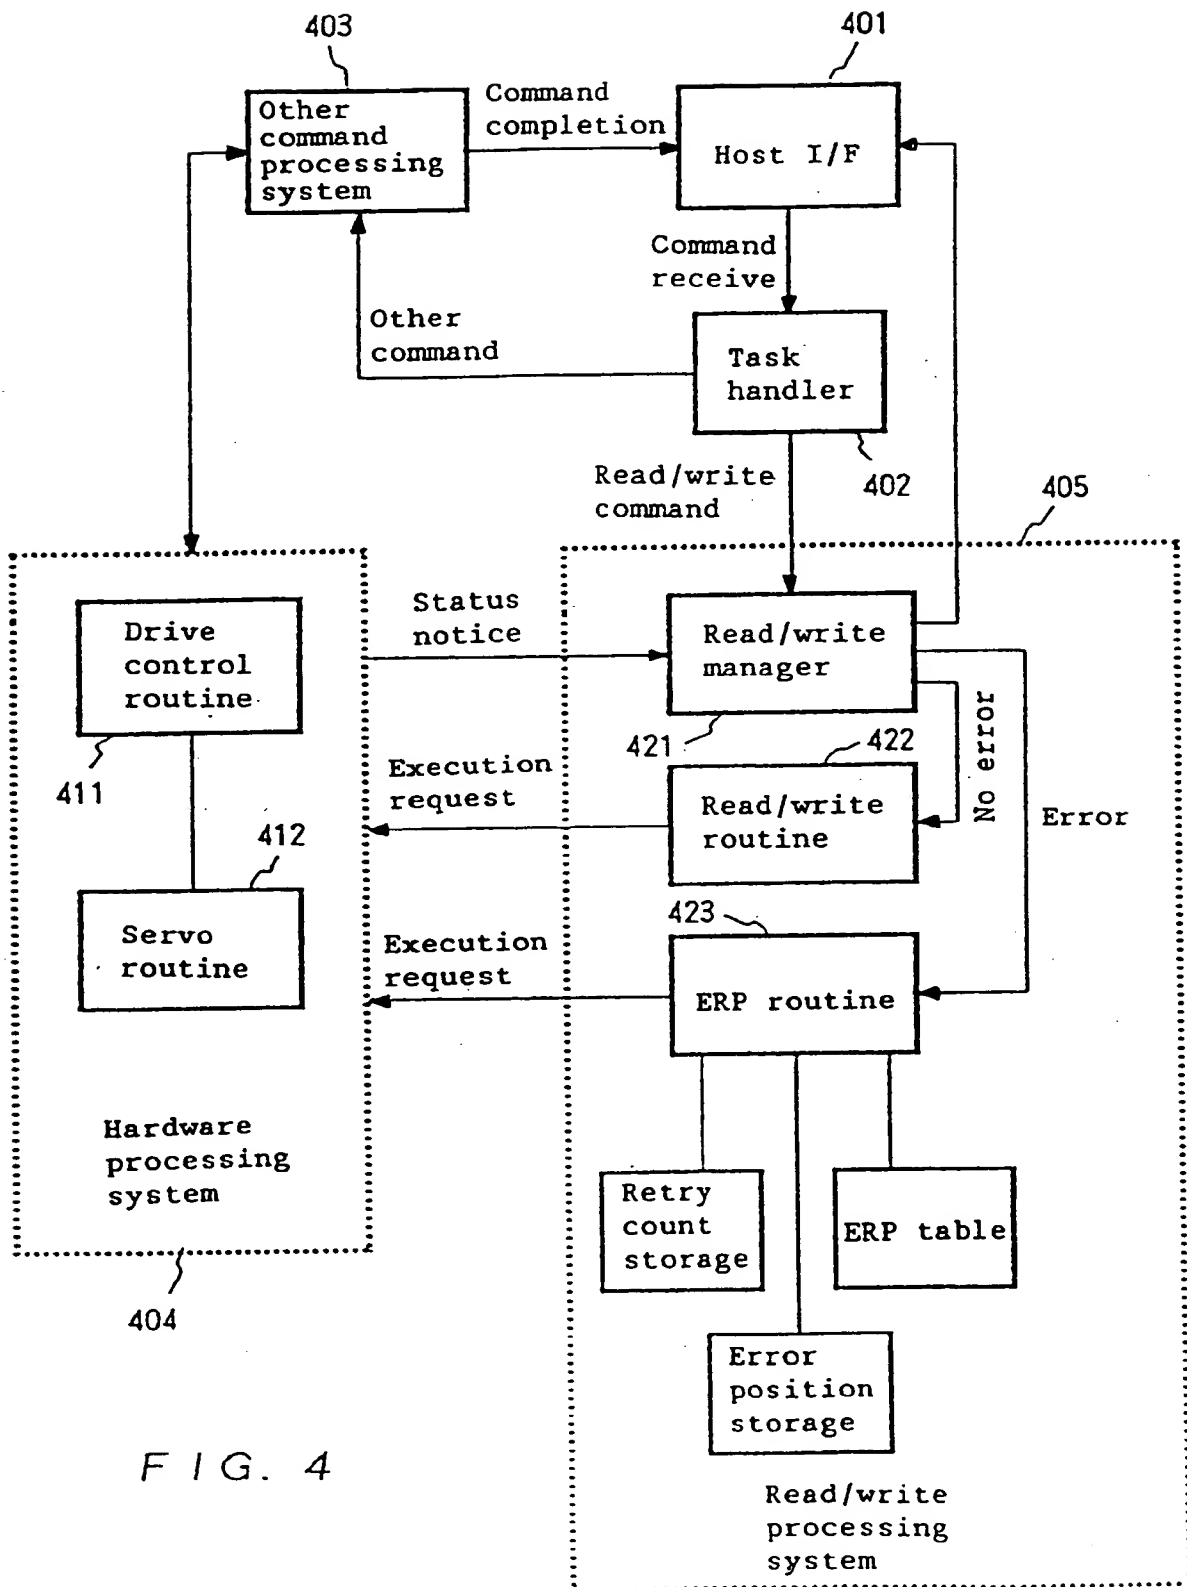 403
401
Other
command
processing
system
Command
completion
Host I/F
Command
receive
Other
command
Task
handler
402
Read/write
command
405
Drive
control
routine
411
Status
notice
Read/write
manager
421
422
No error
Error
Execution
request
Read/write
routine
412
Servo
routine
423
Execution
request
ERP routine
Hardware
processing
system
404
Retry
count
storage
ERP table
Error
position
storage
Read/write
processing
system
FIG. 4